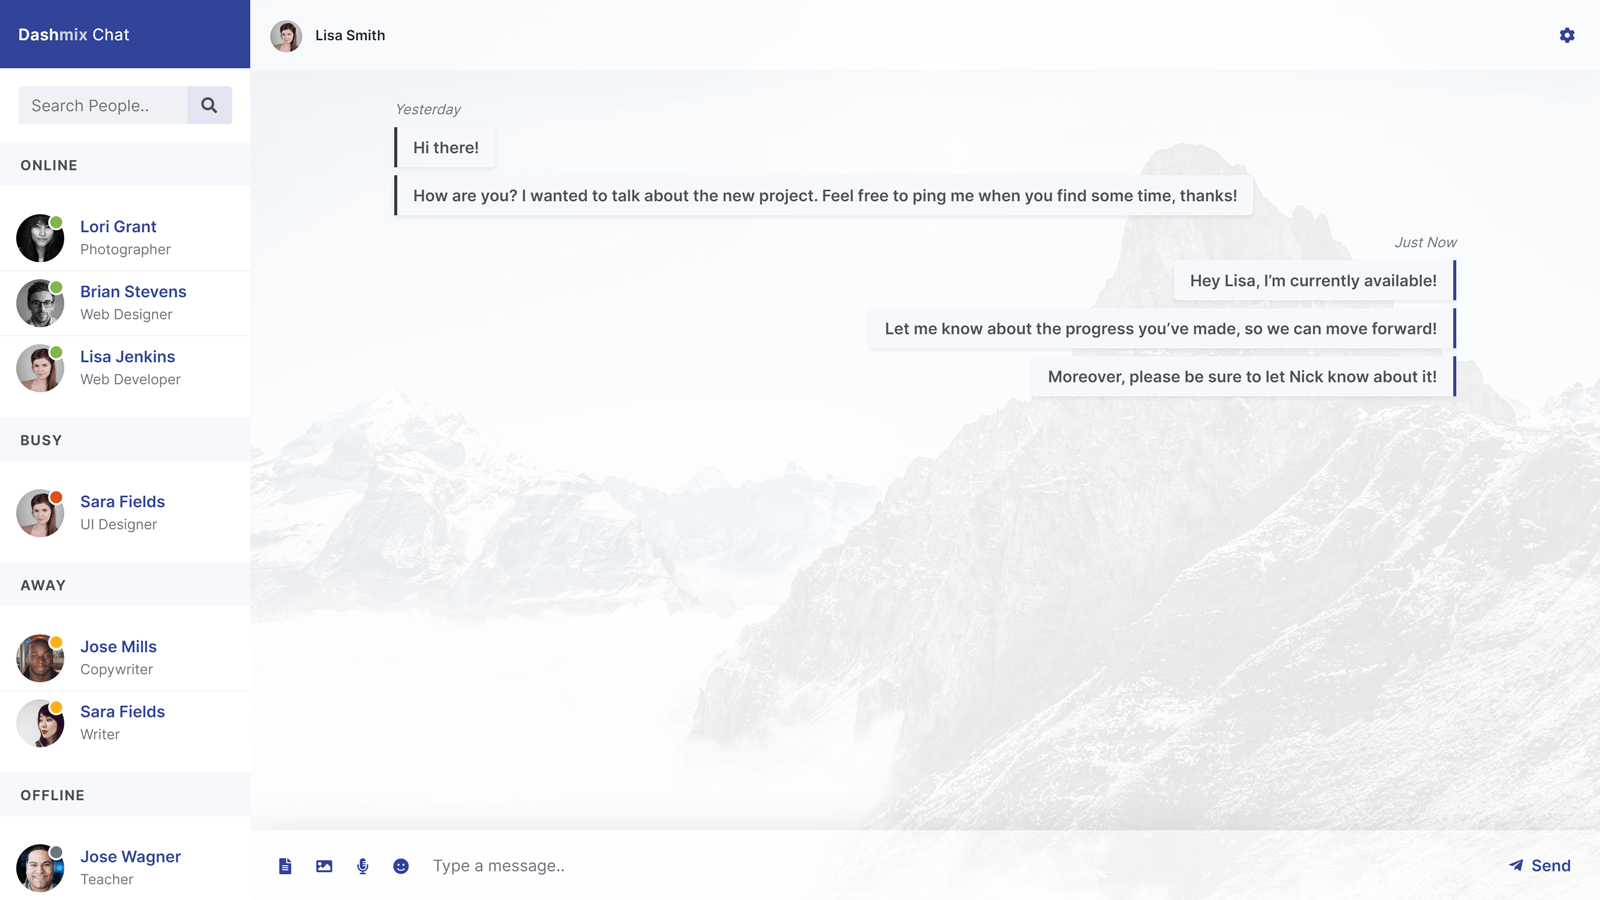 Dashmix Chat
Search People..
ONLINE
Lori Grant
Photographer
Brian Stevens
Web Designer
Lisa Jenkins
Web Developer
BUSY
Sara Fields
UI Designer
AWAY
Jose Mills
Copywriter
Sara Fields
Writer
OFFLINE
Jose Wagner
Teacher
Lisa Smith
Yesterday
Hi there!
How are you? I wanted to talk about the new project. Feel free to ping me when you find some time, thanks!
Just Now
Hey Lisa, I’m currently available!
Let me know about the progress you’ve made, so we can move forward!
Moreover, please be sure to let Nick know about it!
Type a message..
Send